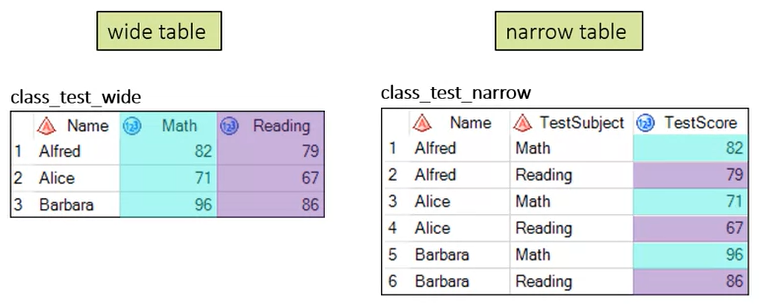 wide table
narrow table
class_test_wide
Name Math Reading
1 Alfred 82 79
2 Alice 71 67
3 Barbara 96 86
class_test_narrow
Name TestSubject TestScore
1 Alfred Math 82
2 Alfred Reading 79
3 Alice Math 71
4 Alice Reading 67
5 Barbara Math 96
6 Barbara Reading 86